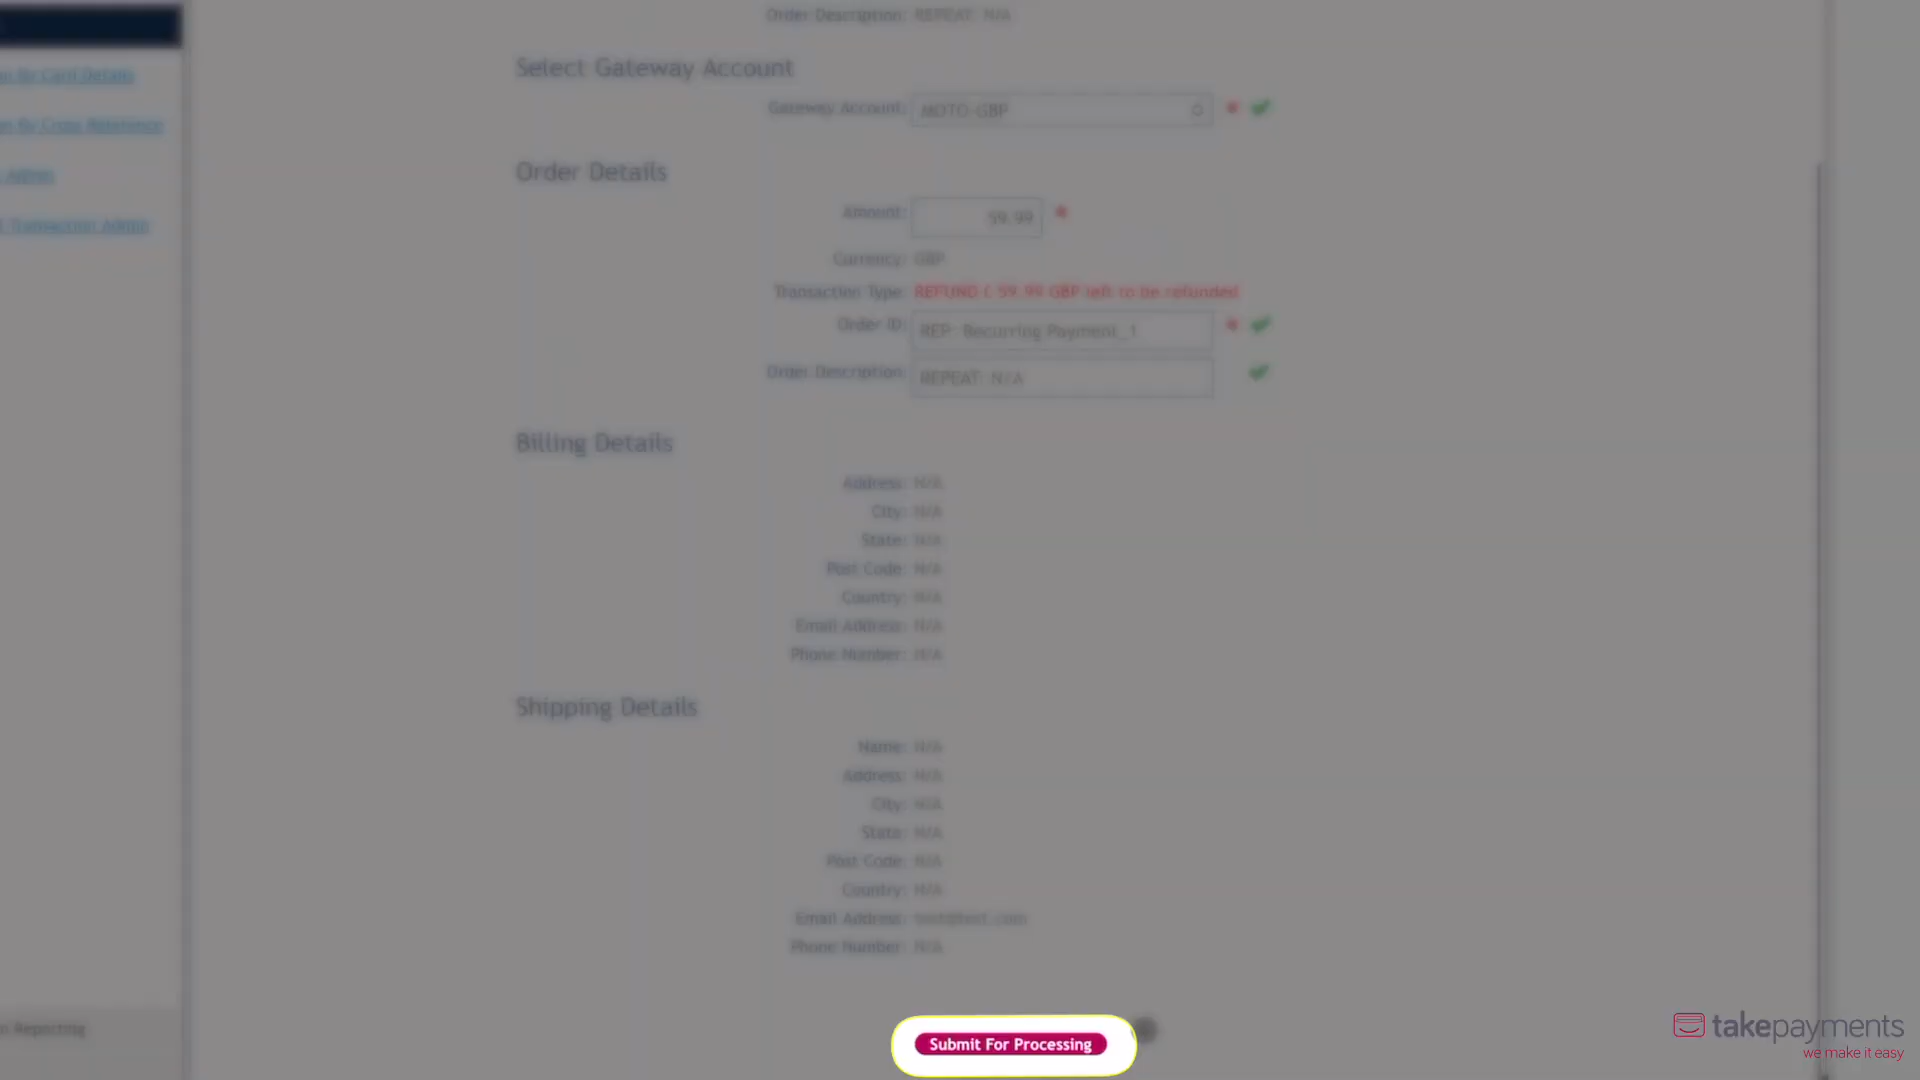 Order Description: REPEAT: N/A
Select Gateway Account
Gateway Account: MOTO-GBP
By Card Details
Order Details
By Cross Reference
Admin
Amount: 59.99
Transaction Admin
Currency: GBP
Transaction Type: REFUND ( 59.99 GBP left to be refunded
Order ID: REP: Recurring Payment_1
Order Description: REPEAT: N/A
Billing Details
Address: N/A
City: N/A
State: N/A
Post Code: N/A
Country: N/A
Email Address: N/A
Phone Number: N/A
Shipping Details
Name: N/A
Address: N/A
City: N/A
State: N/A
Post Code: N/A
Country: N/A
Email Address: test@test.com
Phone Number: N/A
Reporting
Submit For Processing
takepayments
we make it easy